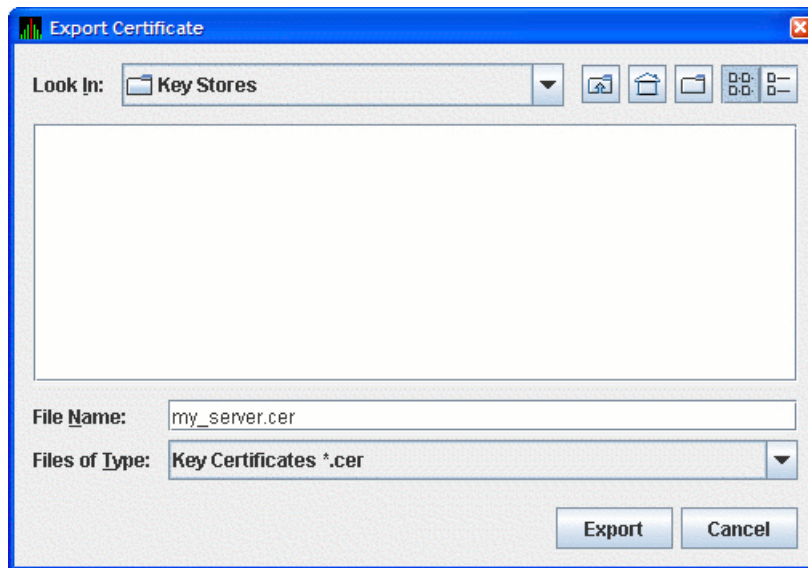 Export Certificate
Look In: Key Stores
File Name: my_server.cer
Files of Type: Key Certificates *.cer
Export Cancel